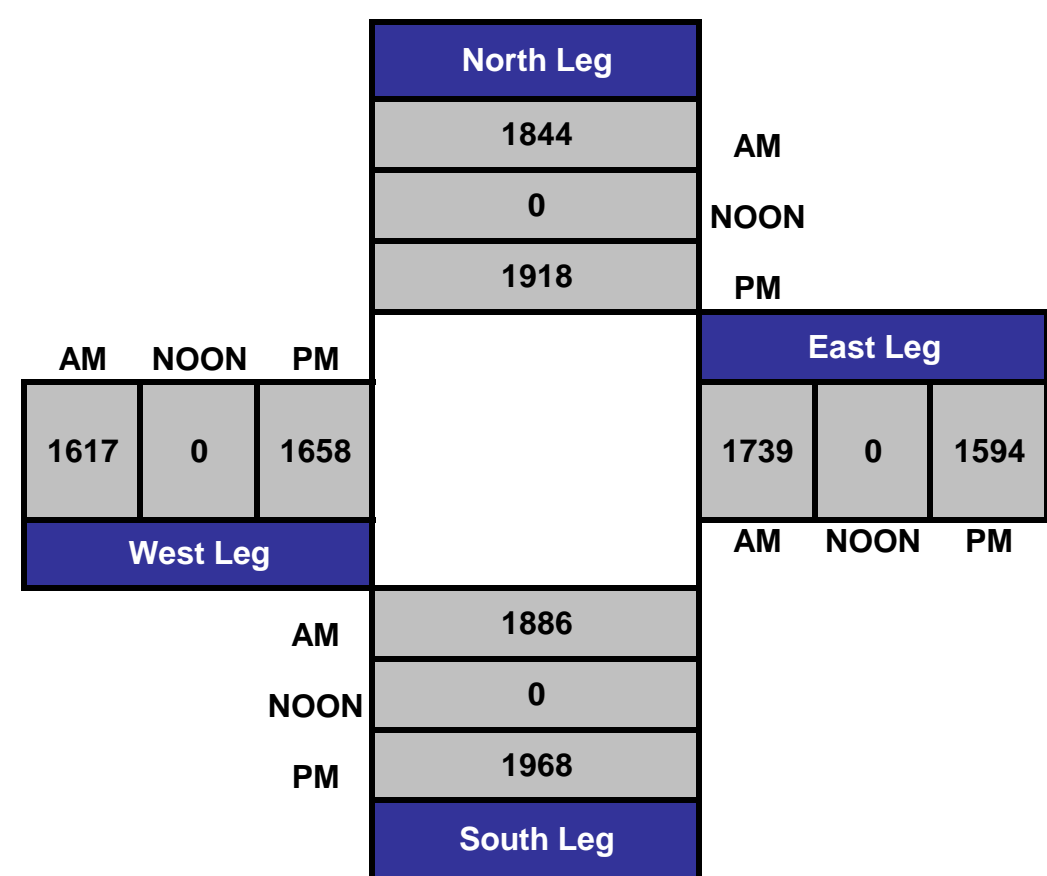 North Leg
1844 AM
0 NOON
1918 PM
AM NOON PM
East Leg
1617 0 1658
1739 0 1594
West Leg
AM NOON PM
AM 1886
NOON 0
PM 1968
South Leg